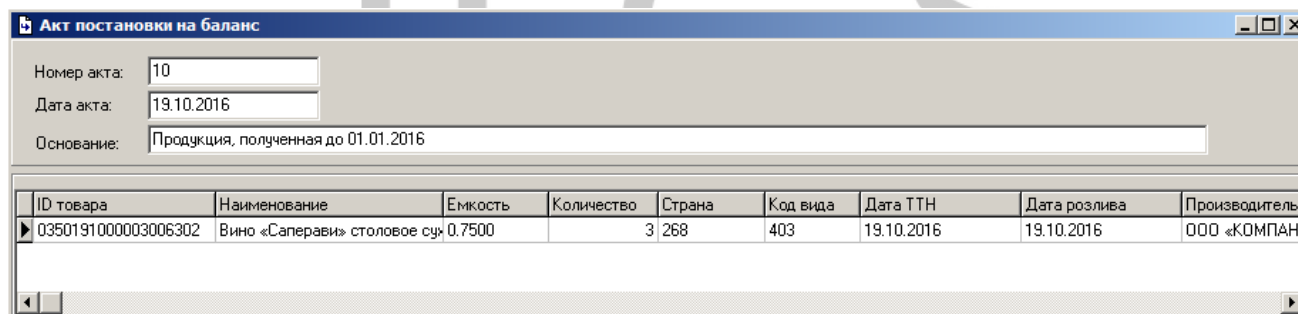 Акт постановки на баланс
Номер акта: 10
Дата акта: 19.10.2016
Основание: Продукция, полученная до 01.01.2016
ID товара Наименование Емкость Количество Страна Код вида Дата ТТН Дата розлива Производитель
0350191000003006302 Вино «Саперави» столовое сух 0.7500 3 268 403 19.10.2016 19.10.2016 ООО «КОМПАН